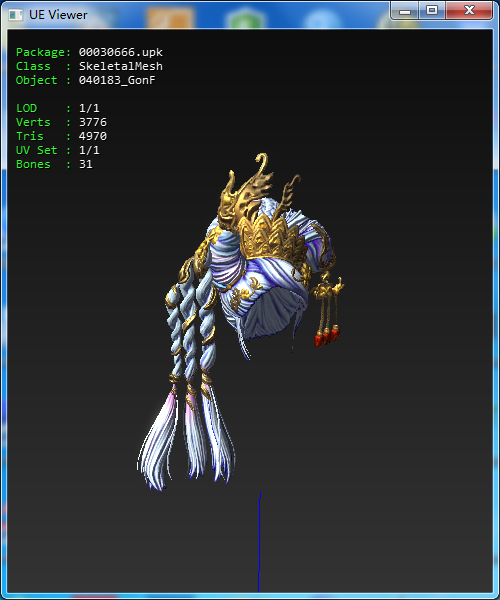 UE Viewer
Package: 00030666.upk
Class : SkeletalMesh
Object : 040183_GonF
LOD : 1/1
Verts : 3776
Tris : 4970
UV Set : 1/1
Bones : 31